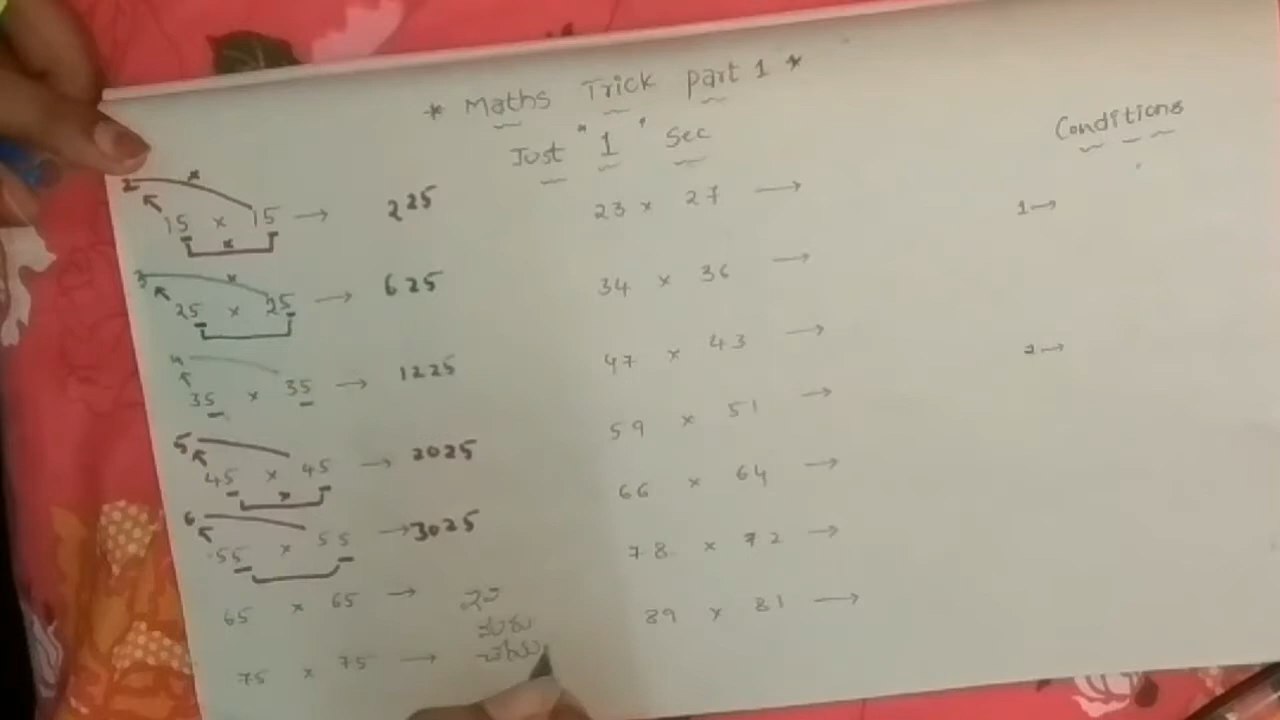 * Maths Trick part 1 *
Just "1" Sec
2 x
15 x 15 → 225
x
3 x
25 x 25 → 625
4
35 x 35 → 1225
5
45 x 45 → 2025
x
6
55 x 55 → 3025
65 x 65 →
75 x 75 →
మీరు
23 x 27 →
34 x 36 →
47 x 43 →
59 x 51 →
66 x 64 →
78 x 72 →
89 x 81 →
Conditions
1→
2→